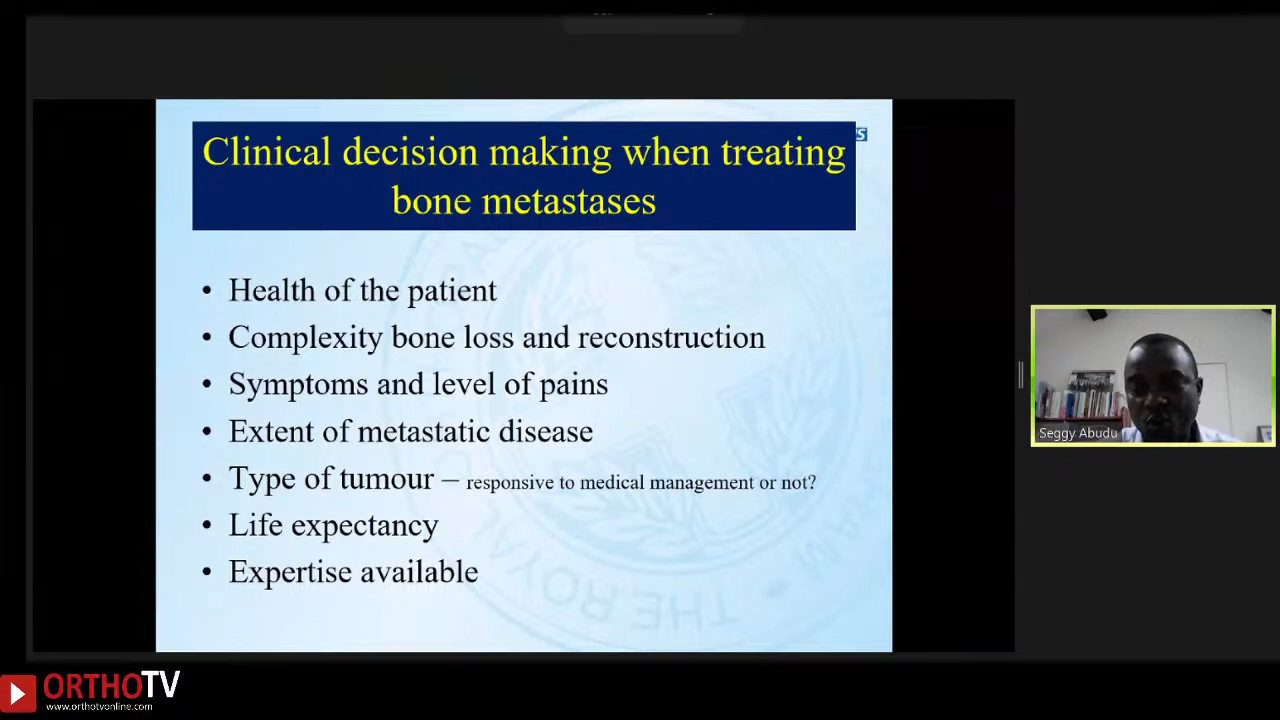 Clinical decision making when treating
bone metastases
• Health of the patient
• Complexity bone loss and reconstruction
• Symptoms and level of pains
• Extent of metastatic disease
• Type of tumour – responsive to medical management or not?
• Life expectancy
• Expertise available
THE ROYAL
Seggy Abudu
ORTHOTV
www.orthotvonline.com